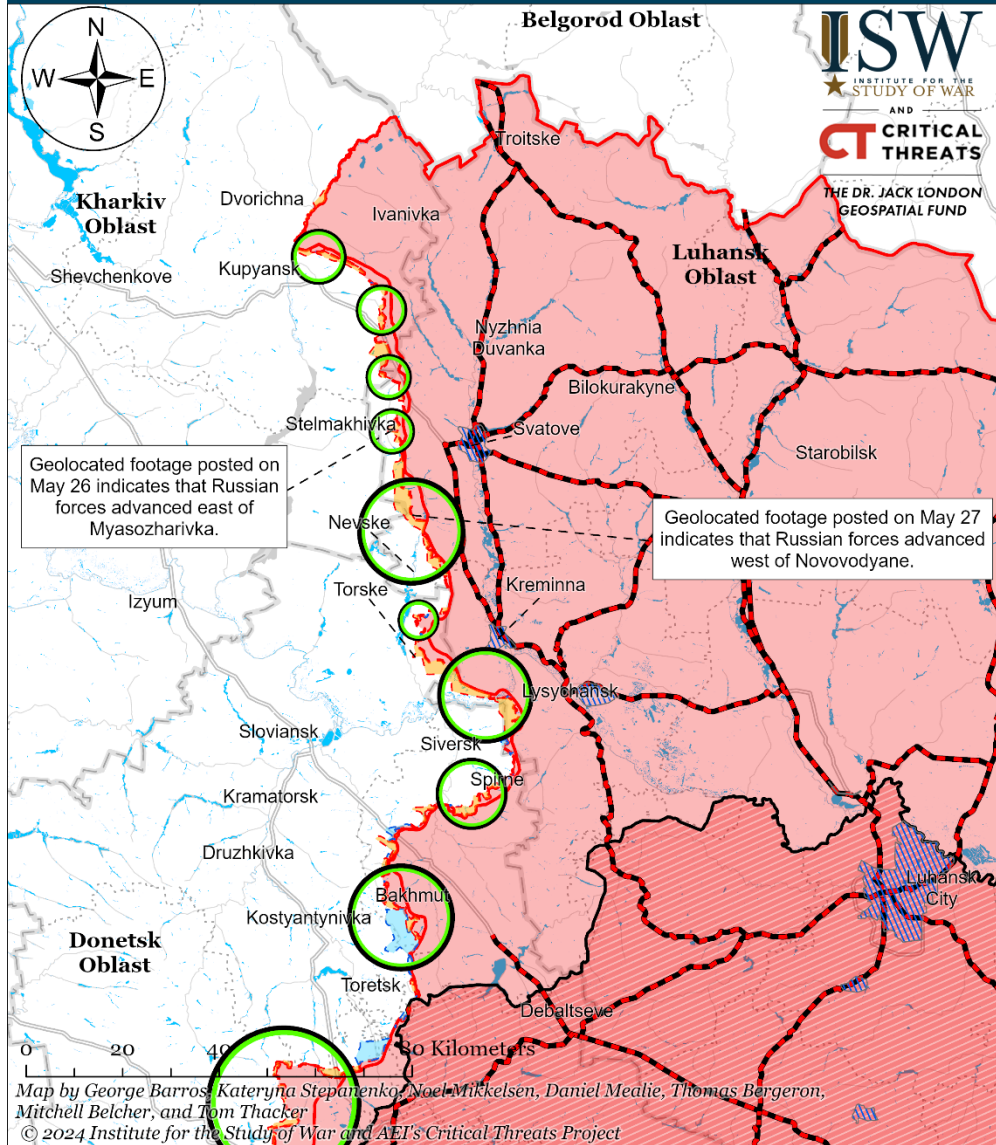 Belgorod Oblast
N
W
E
S
ISW
INSTITUTE FOR THE
STUDY OF WAR
AND
CT CRITICAL
THREATS
THE DR. JACK LONDON
GEOSPATIAL FUND
Troitske
Dvorichna
Kharkiv
Oblast
Ivanivka
Luhansk
Oblast
Shevchenkove
Kupyansk
Nyzhnia
Duvanka
Bilokurakyne
Stelmakhivka
Svatove
Starobilsk
Geolocated footage posted on
May 26 indicates that Russian
forces advanced east of
Myasozharivka.
Nevske
Geolocated footage posted on May 27
indicates that Russian forces advanced
west of Novovodyane.
Torske
Kreminna
Izyum
Lysychansk
Sloviansk
Siversk
Spirne
Kramatorsk
Druzhkivka
Luhansk
City
Bakhmut
Kostyantynivka
Donetsk
Oblast
Toretsk
Debaltseve
0 20 40 80 Kilometers
Map by George Barros, Kateryna Stepanenko, Noel Mikkelsen, Daniel Mealie, Thomas Bergeron,
Mitchell Belcher, and Tom Thacker
© 2024 Institute for the Study of War and AEI's Critical Threats Project